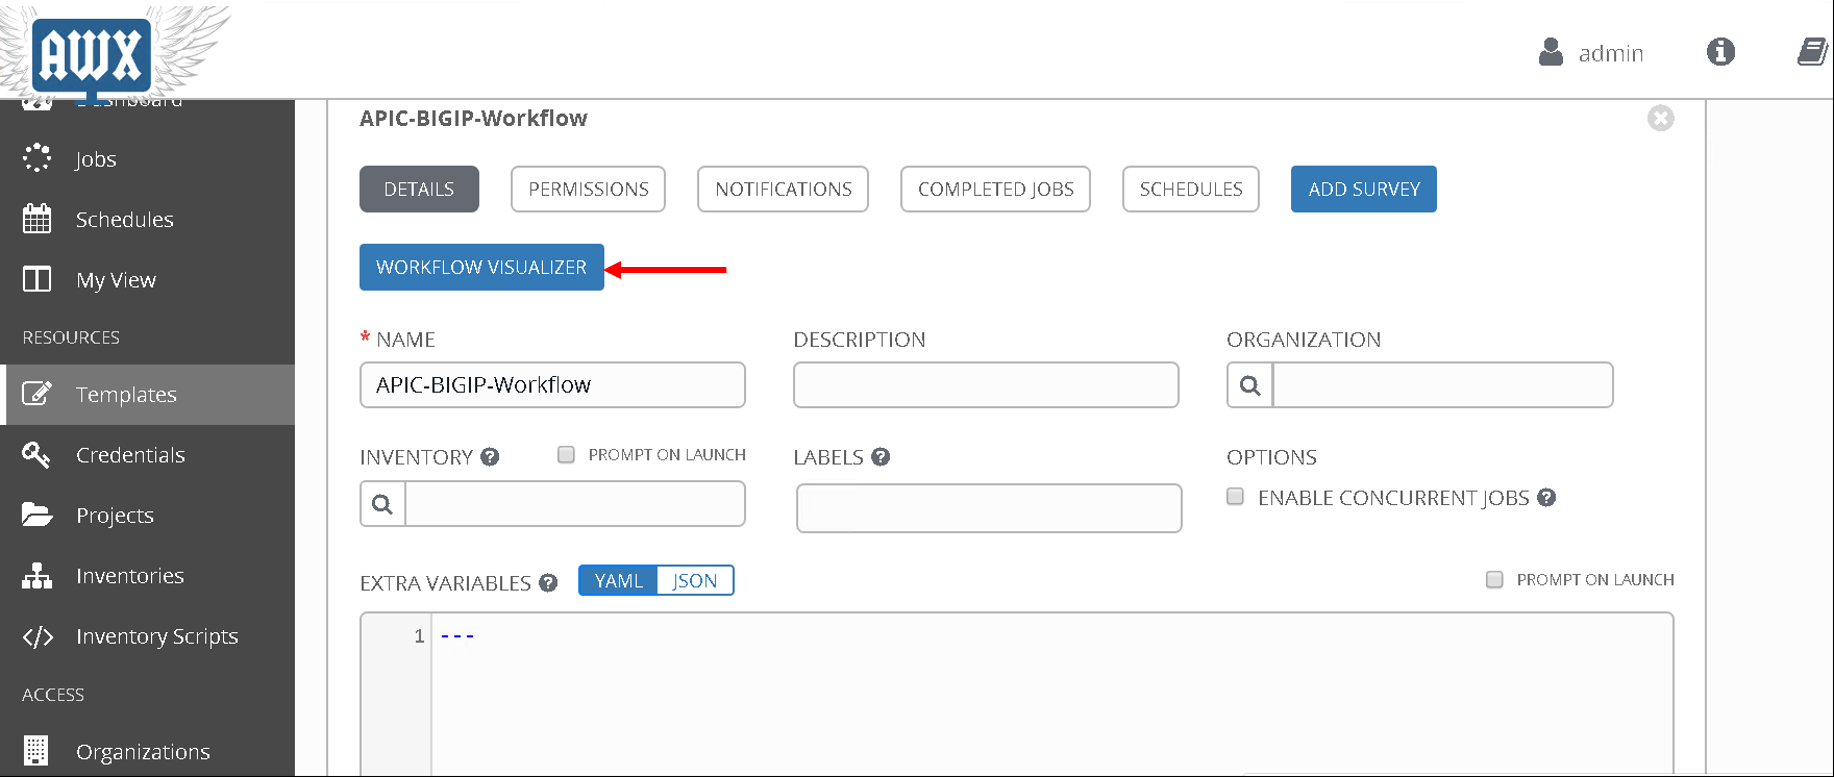 AWX
admin
Dashboard
Jobs
Schedules
My View
RESOURCES
Templates
Credentials
Projects
Inventories
Inventory Scripts
ACCESS
Organizations
APIC-BIGIP-Workflow
DETAILS PERMISSIONS NOTIFICATIONS COMPLETED JOBS SCHEDULES ADD SURVEY
WORKFLOW VISUALIZER
* NAME DESCRIPTION ORGANIZATION
APIC-BIGIP-Workflow
INVENTORY ? PROMPT ON LAUNCH LABELS ? OPTIONS
ENABLE CONCURRENT JOBS ?
EXTRA VARIABLES ? YAML JSON PROMPT ON LAUNCH
1 ---